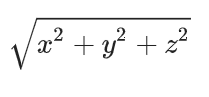 √(x² + y² + z²)